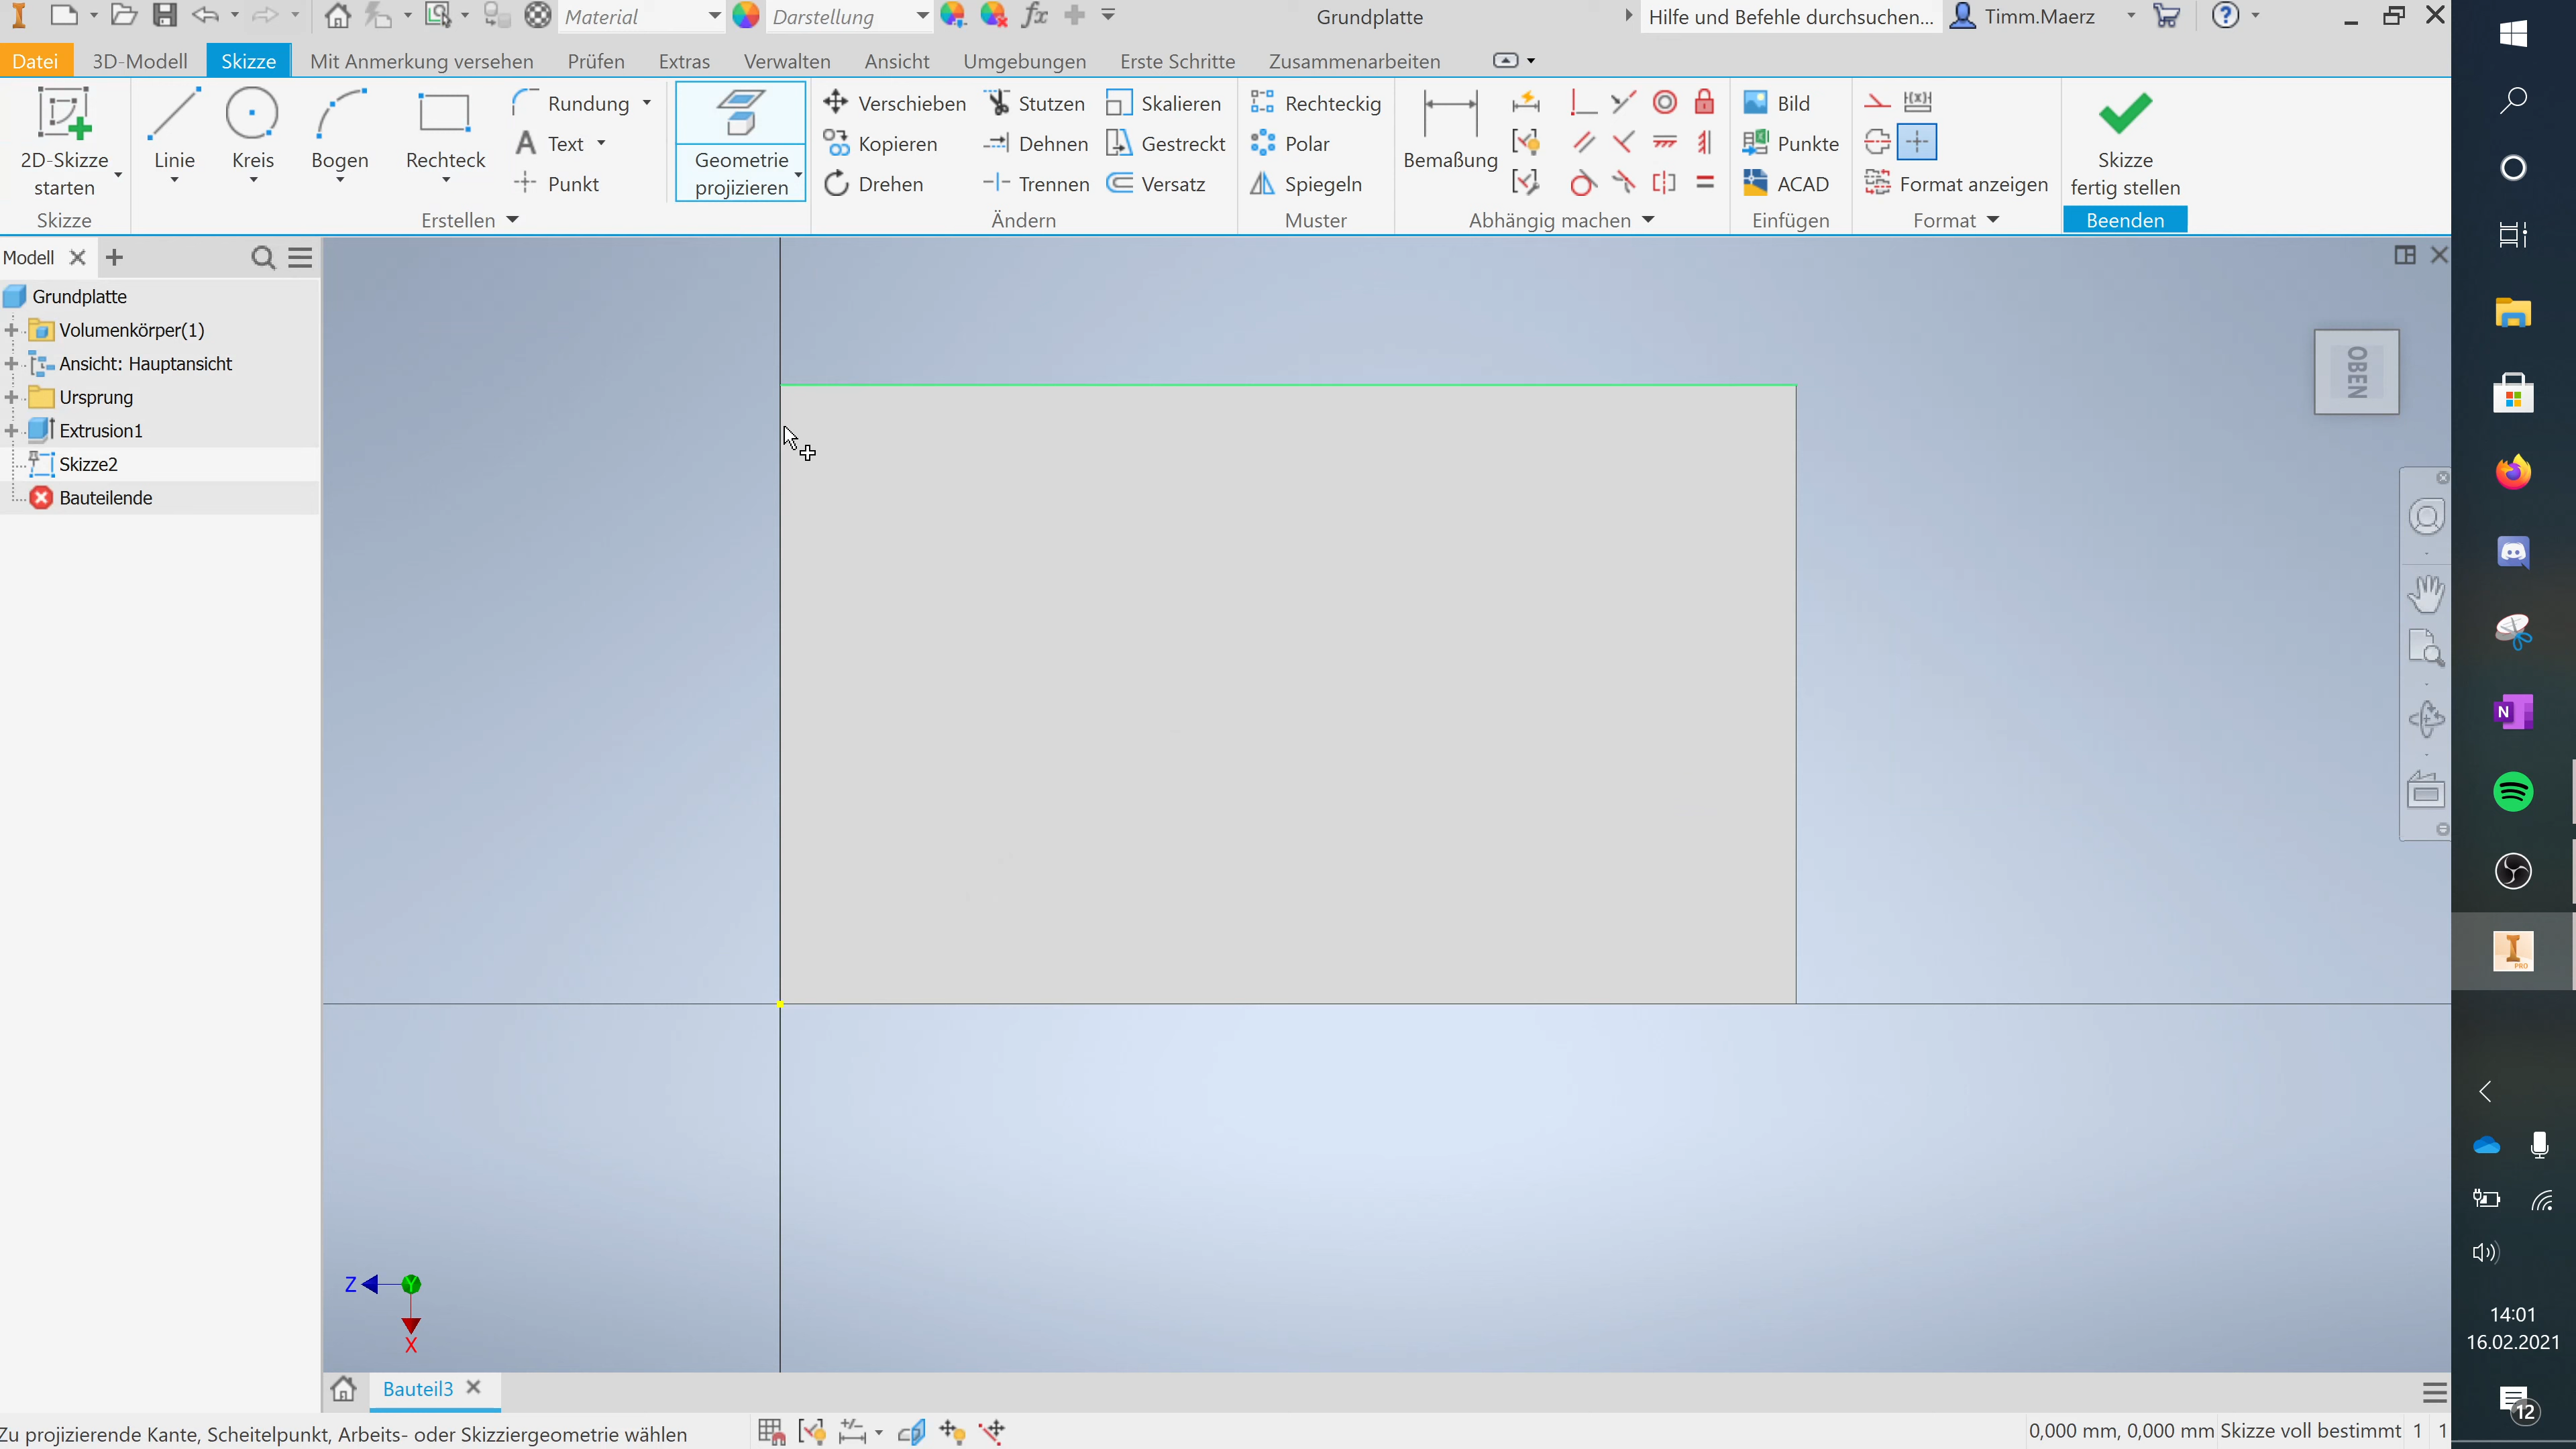 Material
Darstellung
Grundplatte
Hilfe und Befehle durchsuchen...
Timm.Maerz
Datei
3D-Modell
Skizze
Mit Anmerkung versehen
Prüfen
Extras
Verwalten
Ansicht
Umgebungen
Erste Schritte
Zusammenarbeiten
2D-Skizze
starten
Linie
Kreis
Bogen
Rechteck
Rundung
Text
Punkt
Geometrie
projizieren
Verschieben
Kopieren
Drehen
Stutzen
Dehnen
Trennen
Skalieren
Gestreckt
Versatz
Rechteckig
Polar
Spiegeln
Bemaßung
Bild
Punkte
ACAD
Format anzeigen
Skizze
fertig stellen
Skizze
Erstellen
Ändern
Muster
Abhängig machen
Einfügen
Format
Beenden
Modell
Grundplatte
Volumenkörper(1)
Ansicht: Hauptansicht
Ursprung
Extrusion1
Skizze2
Bauteilende
OBEN
Z
Y
X
Bauteil3
Zu projizierende Kante, Scheitelpunkt, Arbeits- oder Skizziergeometrie wählen
0,000 mm, 0,000 mm Skizze voll bestimmt 1 1
N
PRO
14:01
16.02.2021
12